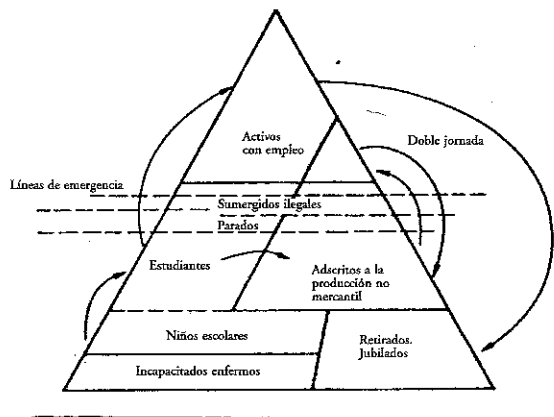 Activos
con empleo
Doble jornada
Líneas de emergencia
Sumergidos ilegales
Parados
Estudiantes
Adscritos a la
producción no
mercantil
Niños escolares
Retirados.
Jubilados
Incapacitados enfermos